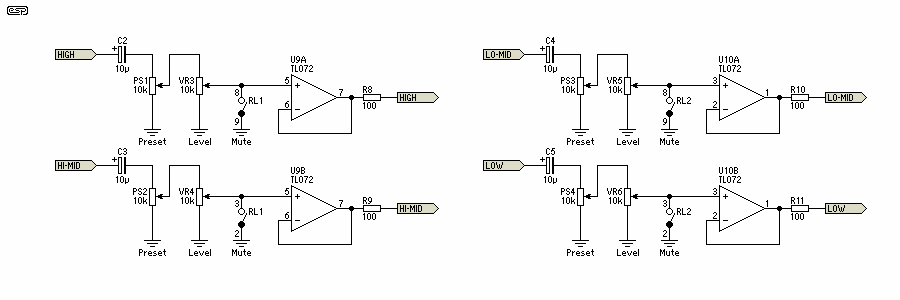 esp
HIGH
C2
+
10µ
PS1
10k
Preset
VR3
10k
Level
8
RL1
9
Mute
U9A
TL072
5
+
6
−
7
R8
100
HIGH
HI-MID
C3
+
10µ
PS2
10k
Preset
VR4
10k
Level
3
RL1
2
Mute
U9B
TL072
5
+
6
−
7
R9
100
HI-MID
LO-MID
C4
+
10µ
PS3
10k
Preset
VR5
10k
Level
8
RL2
9
Mute
U10A
TL072
3
+
2
−
1
R10
100
LO-MID
LOW
C5
+
10µ
PS4
10k
Preset
VR6
10k
Level
3
RL2
2
Mute
U10B
TL072
3
+
2
−
1
R11
100
LOW